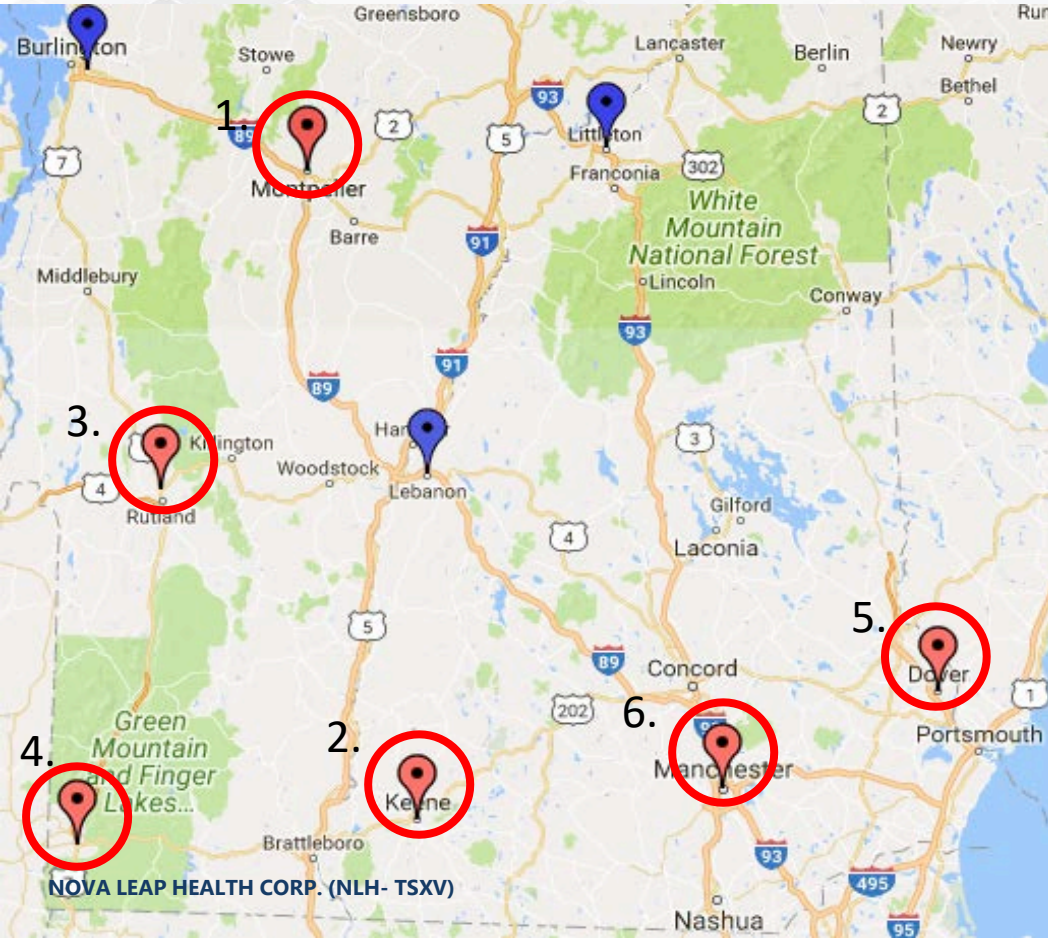 Greensboro
Burlington
Stowe
Lancaster
Berlin
Newry
Bethel
93
2
1.
89
2
5
Littleton
7
302
Franconia
Montpelier
White
Mountain
National Forest
Barre
91
Middlebury
Lincoln
Conway
93
91
89
3.
Killington
3
Woodstock
4
Lebanon
Rutland
Gilford
4
Laconia
5.
5
89
Concord
Dover
1
202
6.
Green
Mountain
and Finger
Lakes...
2.
Portsmouth
4.
Manchester
Keene
Brattleboro
93
495
NOVA LEAP HEALTH CORP. (NLH- TSXV)
Nashua
95